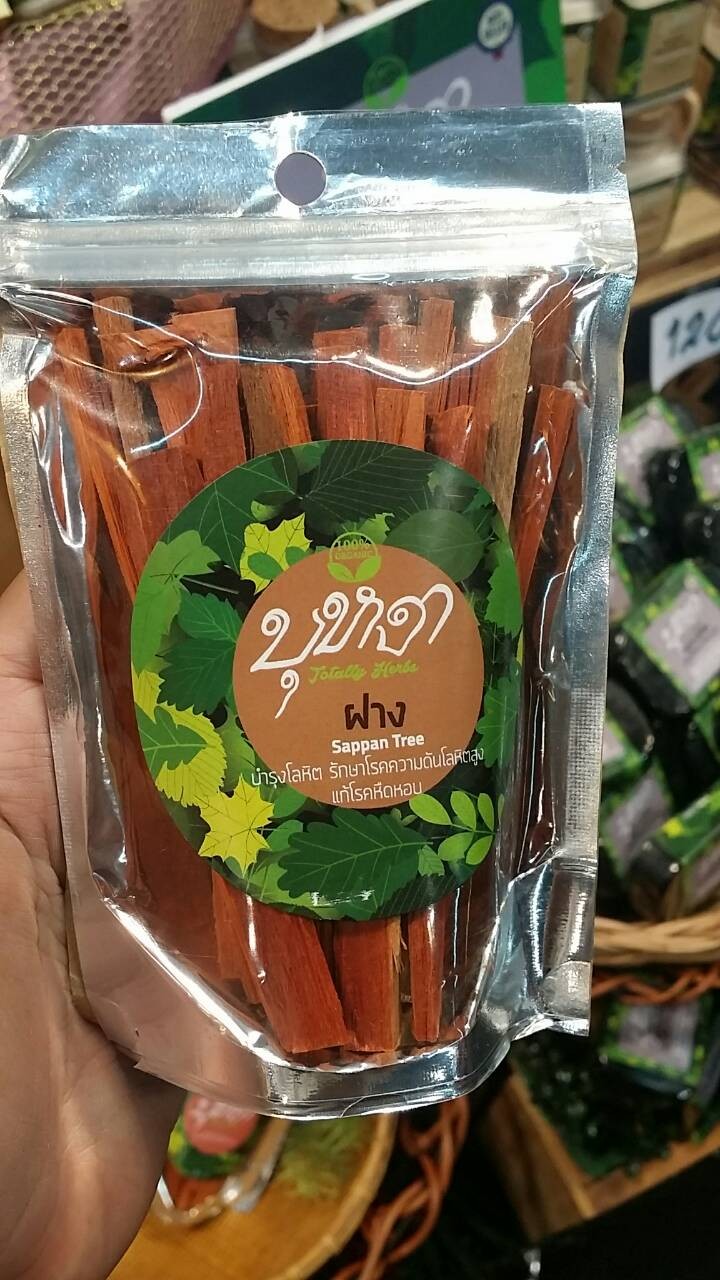 100%
ORGANIC
บุหงา
Totally Herbs
ฝาง
Sappan Tree
บำรุงโลหิต รักษาโรคความดันโลหิตสูง
แก้โรคหืดหอบ